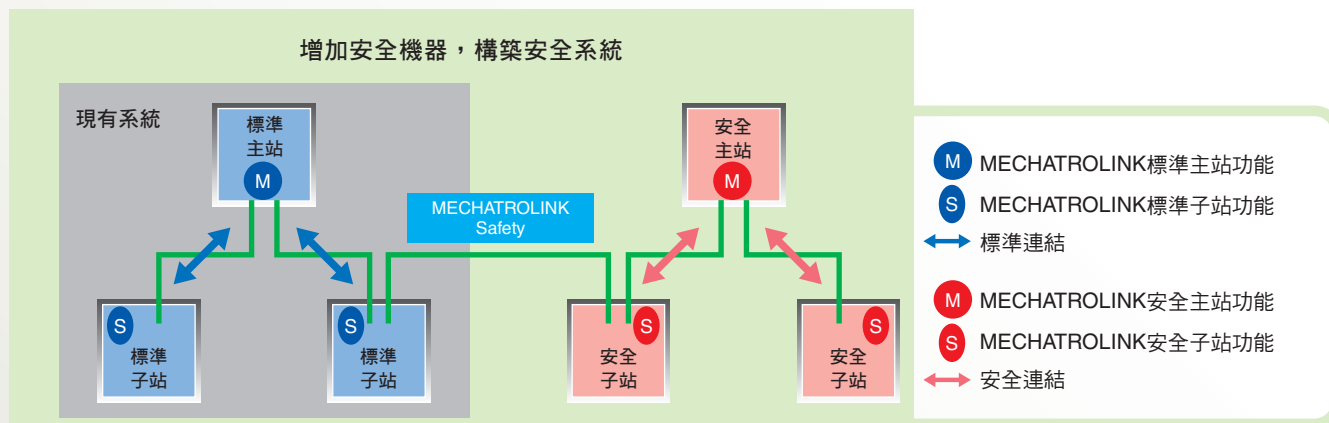 增加安全機器，構築安全系統
現有系統
標準
主站
M
安全
主站
M
MECHATROLINK
Safety
S
標準
子站
S
標準
子站
S
安全
子站
S
安全
子站
M MECHATROLINK標準主站功能
S MECHATROLINK標準子站功能
標準連結
M MECHATROLINK安全主站功能
S MECHATROLINK安全子站功能
安全連結